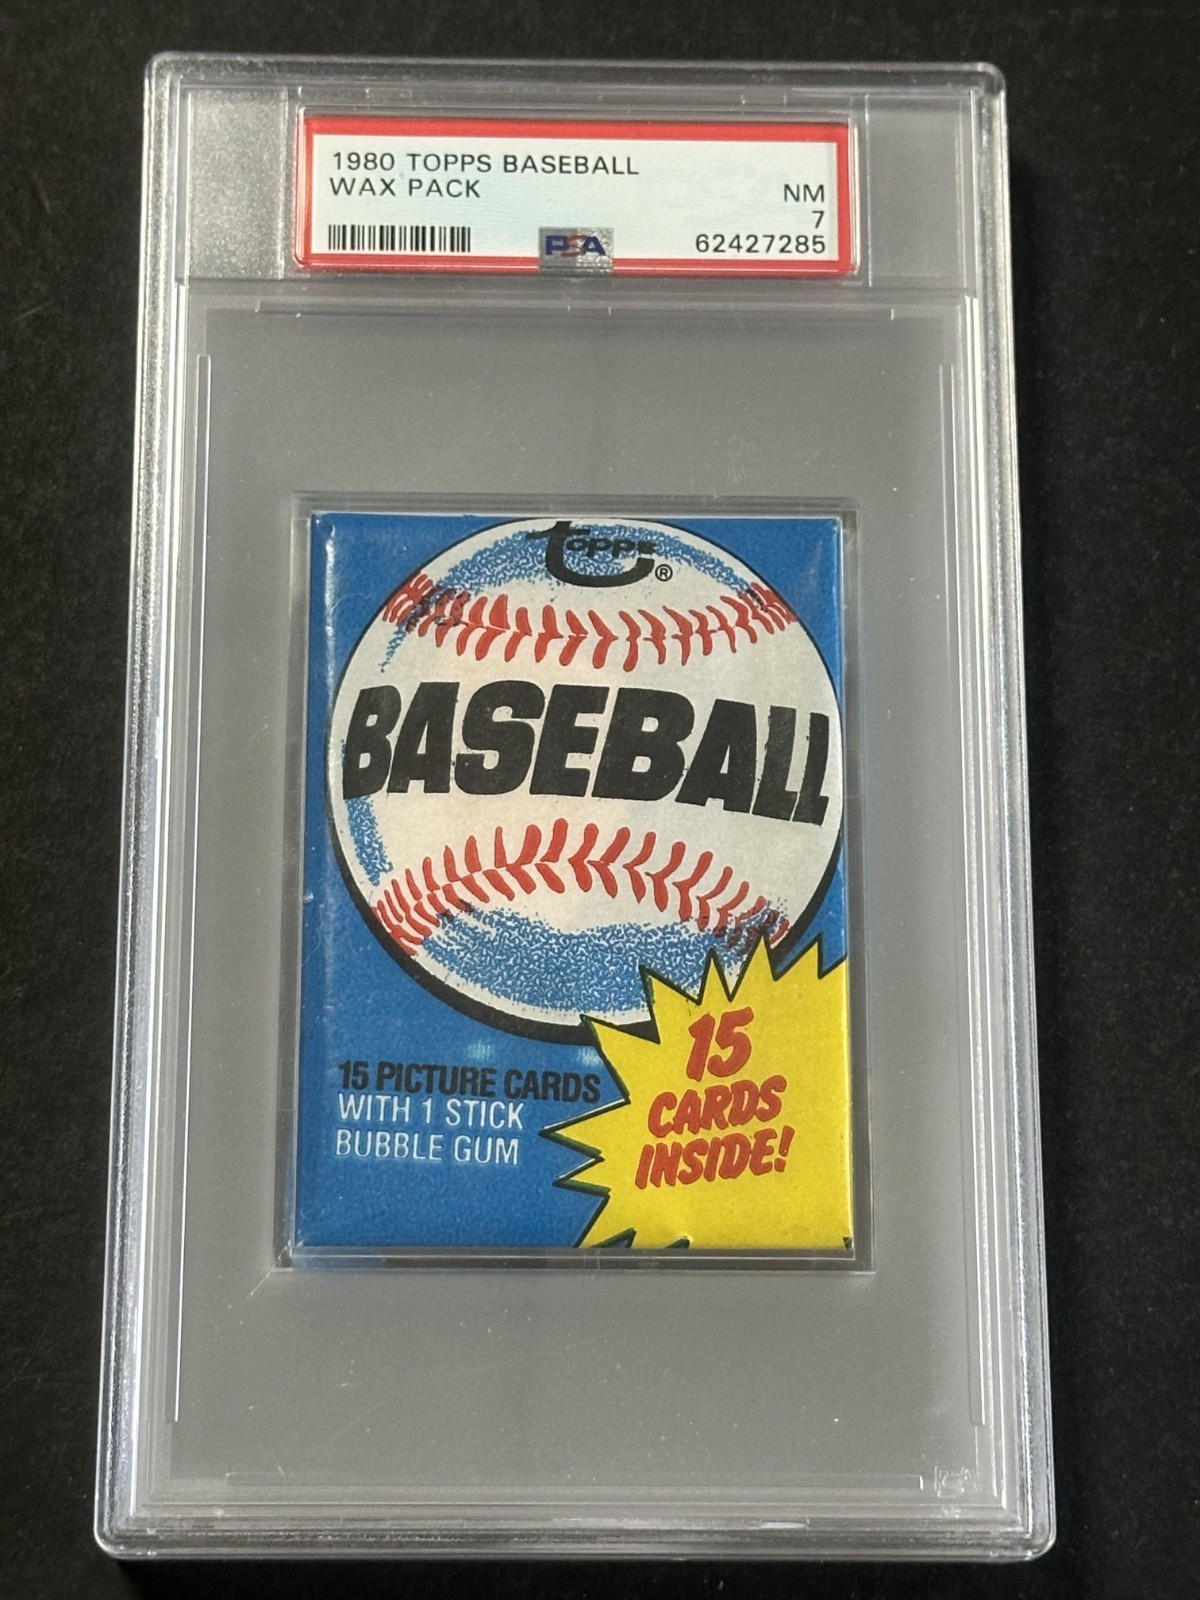 1980 TOPPS BASEBALL
WAX PACK
NM
7
PSA
62427285
topps®
BASEBALL
15 PICTURE CARDS
WITH 1 STICK
BUBBLE GUM
15
CARDS
INSIDE!
PSA